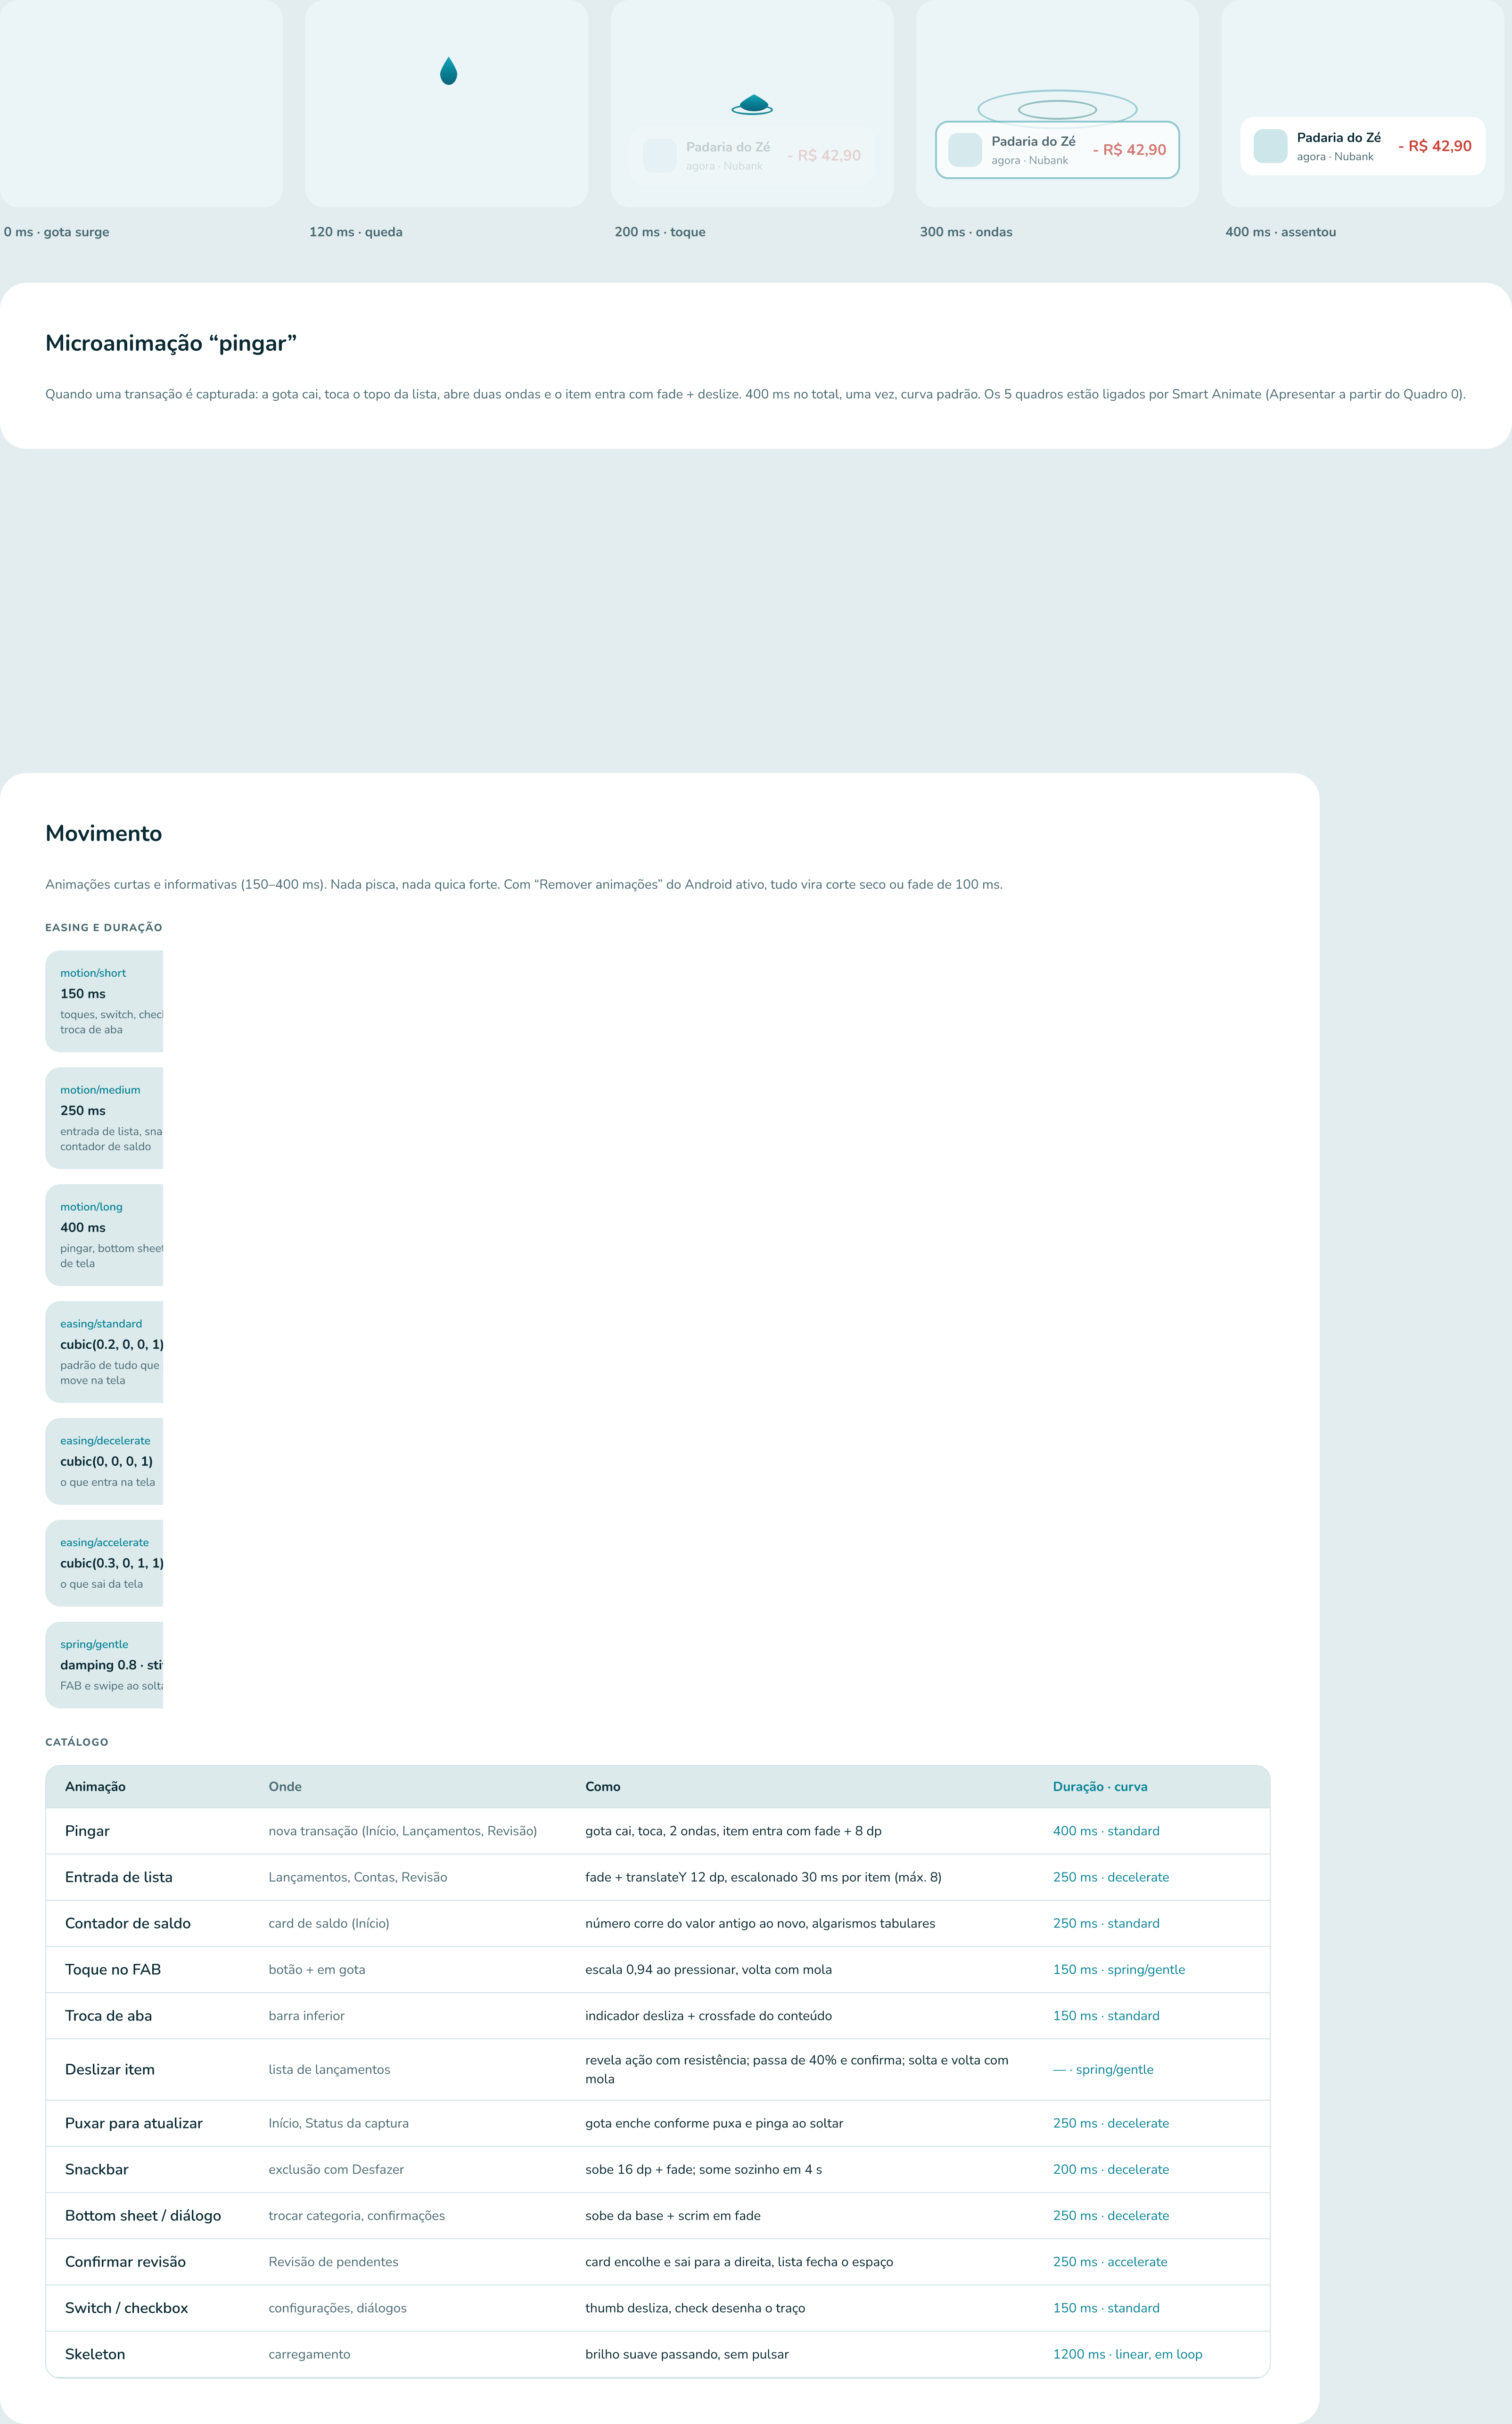 Padaria do Zé
agora · Nubank
- R$ 42,90
Padaria do Zé
agora · Nubank
- R$ 42,90
Padaria do Zé
agora · Nubank
- R$ 42,90
0 ms · gota surge
120 ms · queda
200 ms · toque
300 ms · ondas
400 ms · assentou
Microanimação “pingar”
Quando uma transação é capturada: a gota cai, toca o topo da lista, abre duas ondas e o item entra com fade + deslize. 400 ms no total, uma vez, curva padrão. Os 5 quadros estão ligados por Smart Animate (Apresentar a partir do Quadro 0).
Movimento
Animações curtas e informativas (150–400 ms). Nada pisca, nada quica forte. Com “Remover animações” do Android ativo, tudo vira corte seco ou fade de 100 ms.
EASING E DURAÇÃO
motion/short
150 ms
toques, switch,
troca de aba
motion/medium
250 ms
entrada de lista,
contador de saldo
motion/long
400 ms
pingar, bottom sheet
de tela
easing/standard
cubic(0.2, 0, 0, 1)
padrão de tudo que
move na tela
easing/decelerate
cubic(0, 0, 0, 1)
o que entra na tela
easing/accelerate
cubic(0.3, 0, 1, 1)
o que sai da tela
spring/gentle
damping 0.8 ·
FAB e swipe ao
CATÁLOGO
Animação Onde Como Duração · curva
Pingar nova transação (Início, Lançamentos, Revisão) gota cai, toca, 2 ondas, item entra com fade + 8 dp 400 ms · standard
Entrada de lista Lançamentos, Contas, Revisão fade + translateY 12 dp, escalonado 30 ms por item (máx. 8) 250 ms · decelerate
Contador de saldo card de saldo (Início) número corre do valor antigo ao novo, algarismos tabulares 250 ms · standard
Toque no FAB botão + em gota escala 0,94 ao pressionar, volta com mola 150 ms · spring/gentle
Troca de aba barra inferior indicador desliza + crossfade do conteúdo 150 ms · standard
Deslizar item lista de lançamentos revela ação com resistência; passa de 40% e confirma; solta e volta com
mola — · spring/gentle
Puxar para atualizar Início, Status da captura gota enche conforme puxa e pinga ao soltar 250 ms · decelerate
Snackbar exclusão com Desfazer sobe 16 dp + fade; some sozinho em 4 s 200 ms · decelerate
Bottom sheet / diálogo trocar categoria, confirmações sobe da base + scrim em fade 250 ms · decelerate
Confirmar revisão Revisão de pendentes card encolhe e sai para a direita, lista fecha o espaço 250 ms · accelerate
Switch / checkbox configurações, diálogos thumb desliza, check desenha o traço 150 ms · standard
Skeleton carregamento brilho suave passando, sem pulsar 1200 ms · linear, em loop